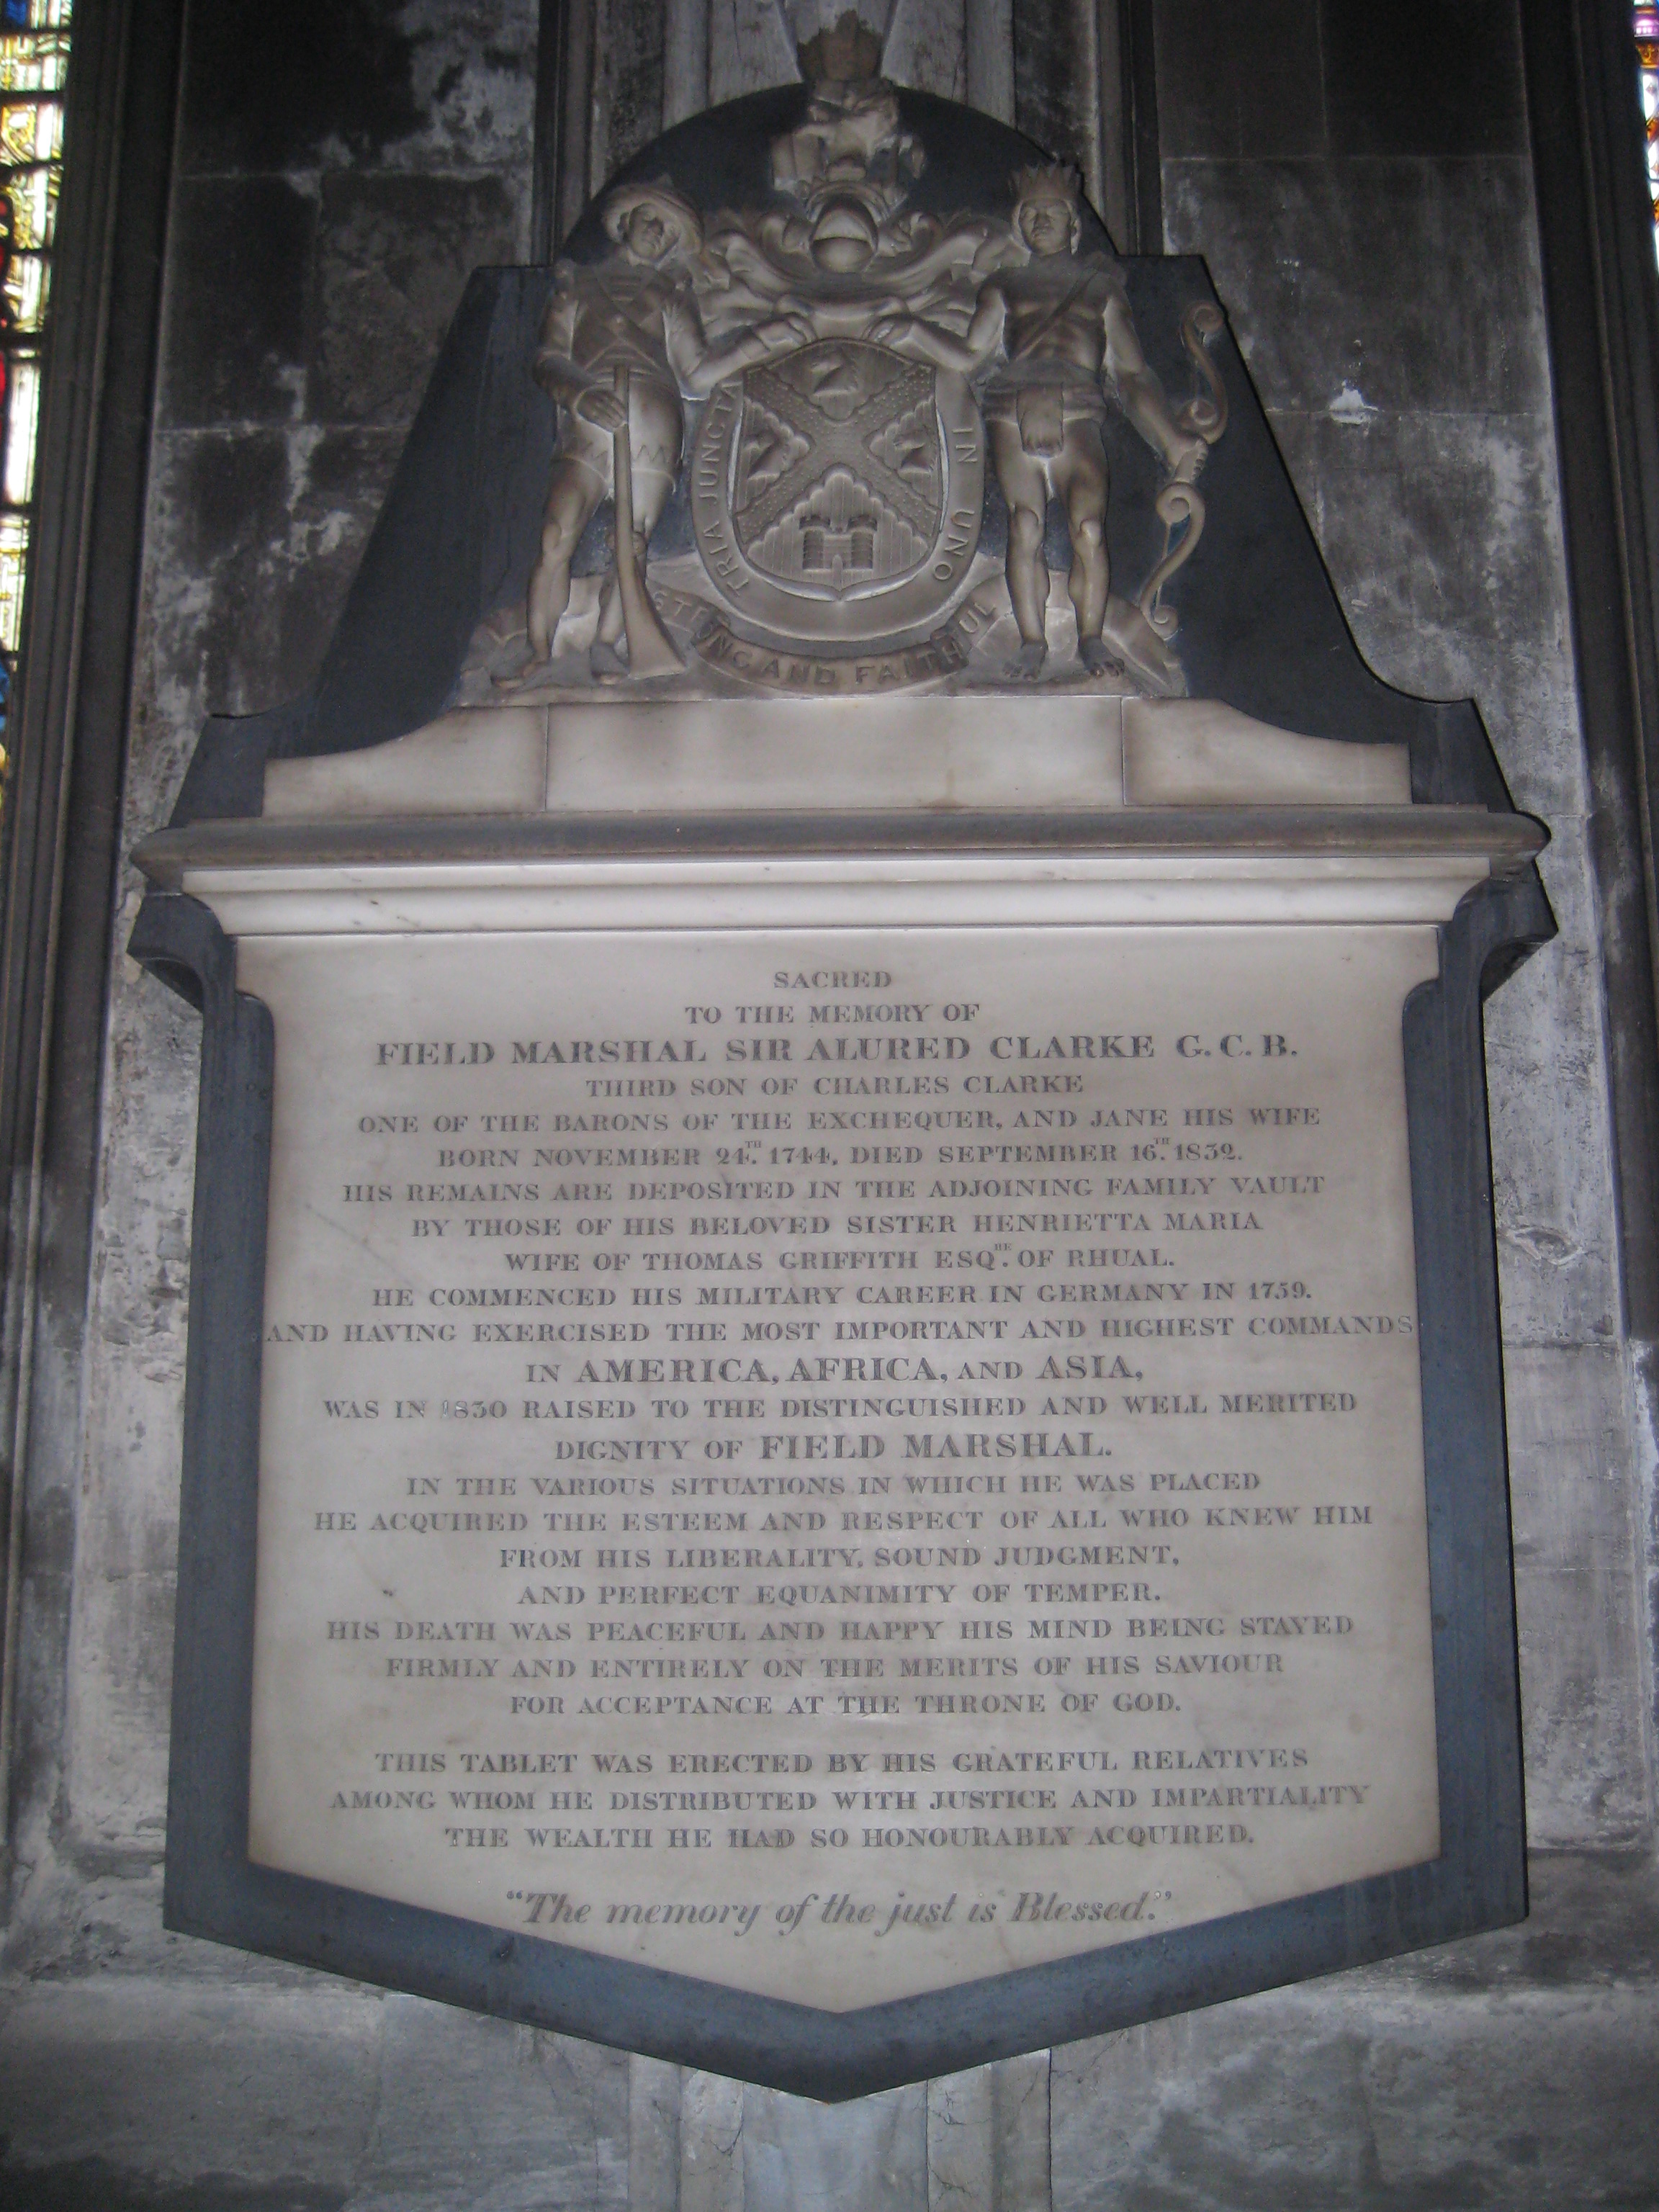 TRIA JUNCTA IN UNO
STRONG AND FAITHFUL
SACRED
TO THE MEMORY OF
FIELD MARSHAL SIR ALURED CLARKE G.C.B.
THIRD SON OF CHARLES CLARKE
ONE OF THE BARONS OF THE EXCHEQUER, AND JANE HIS WIFE
BORN NOVEMBER 24TH. 1744, DIED SEPTEMBER 16TH. 1832.
HIS REMAINS ARE DEPOSITED IN THE ADJOINING FAMILY VAULT
BY THOSE OF HIS BELOVED SISTER HENRIETTA MARIA
WIFE OF THOMAS GRIFFITH ESQRE. OF RHUAL.
HE COMMENCED HIS MILITARY CAREER IN GERMANY IN 1759.
AND HAVING EXERCISED THE MOST IMPORTANT AND HIGHEST COMMANDS
IN AMERICA, AFRICA, AND ASIA,
WAS IN 1830 RAISED TO THE DISTINGUISHED AND WELL MERITED
DIGNITY OF FIELD MARSHAL.
IN THE VARIOUS SITUATIONS IN WHICH HE WAS PLACED
HE ACQUIRED THE ESTEEM AND RESPECT OF ALL WHO KNEW HIM
FROM HIS LIBERALITY, SOUND JUDGMENT,
AND PERFECT EQUANIMITY OF TEMPER.
HIS DEATH WAS PEACEFUL AND HAPPY HIS MIND BEING STAYED
FIRMLY AND ENTIRELY ON THE MERITS OF HIS SAVIOUR
FOR ACCEPTANCE AT THE THRONE OF GOD.
THIS TABLET WAS ERECTED BY HIS GRATEFUL RELATIVES
AMONG WHOM HE DISTRIBUTED WITH JUSTICE AND IMPARTIALITY
THE WEALTH HE HAD SO HONOURABLY ACQUIRED.
"The memory of the just is Blessed."